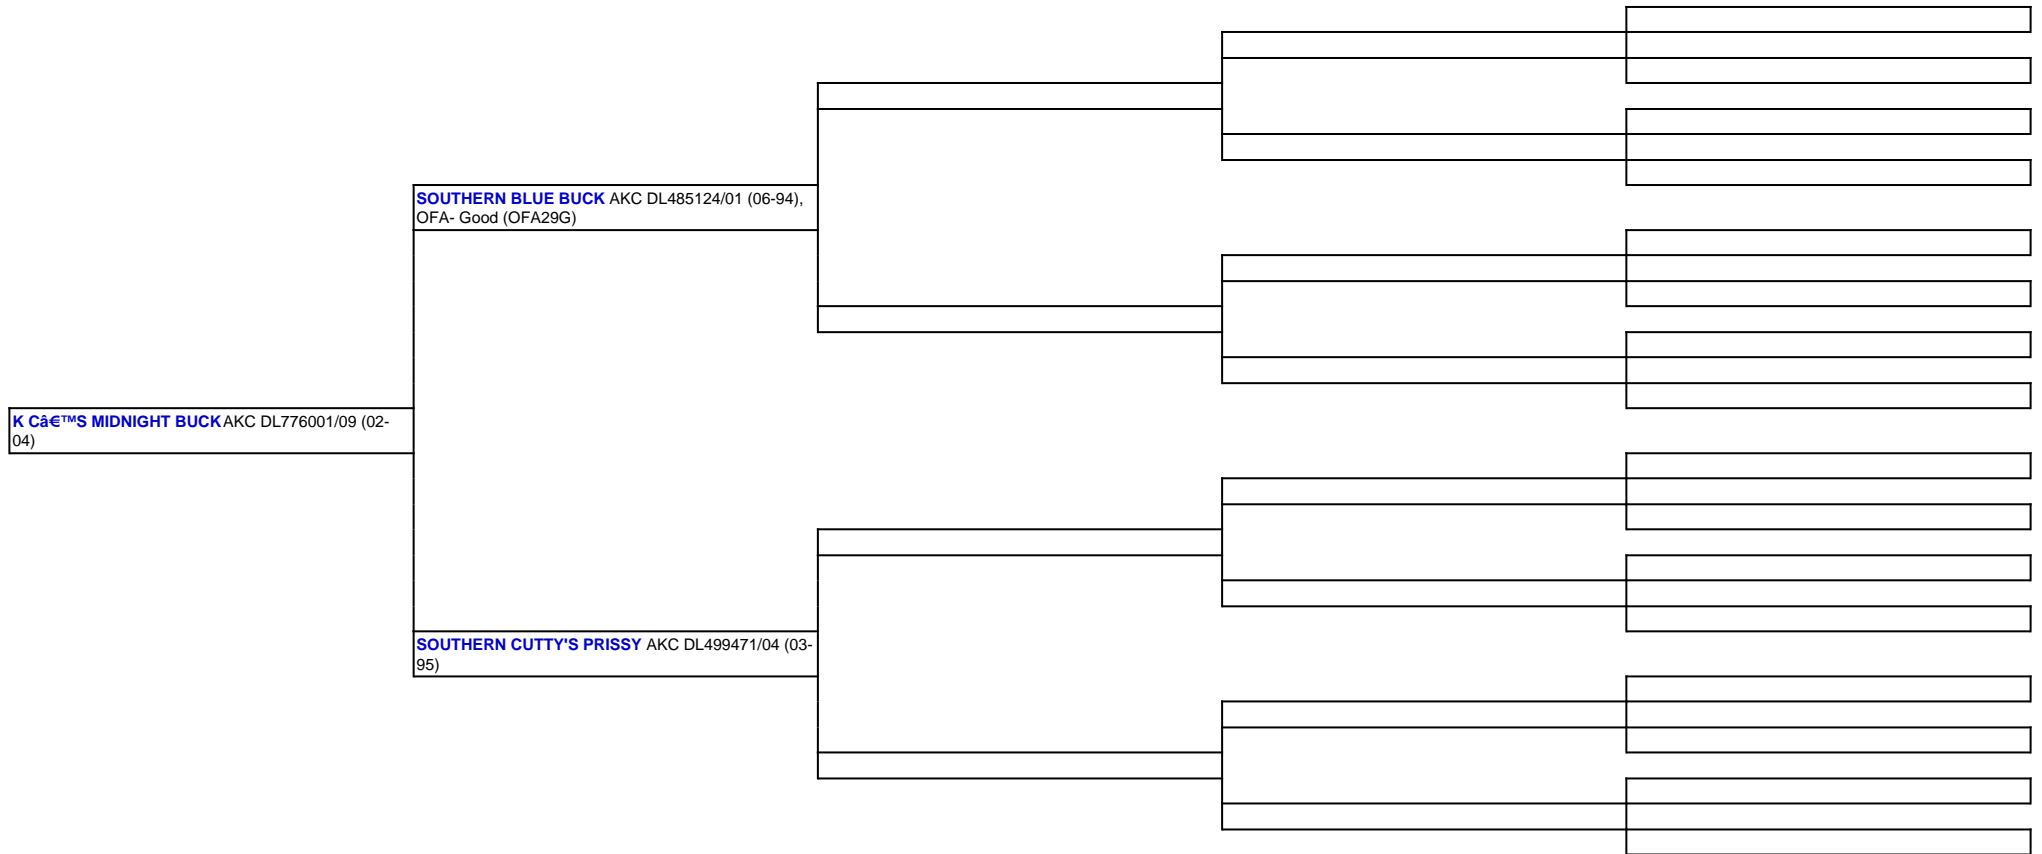 SOUTHERN BLUE BUCK AKC DL485124/01 (06-94),
OFA- Good (OFA29G)
K Câ€™S MIDNIGHT BUCK AKC DL776001/09 (02-
04)
SOUTHERN CUTTY'S PRISSY AKC DL499471/04 (03-
95)